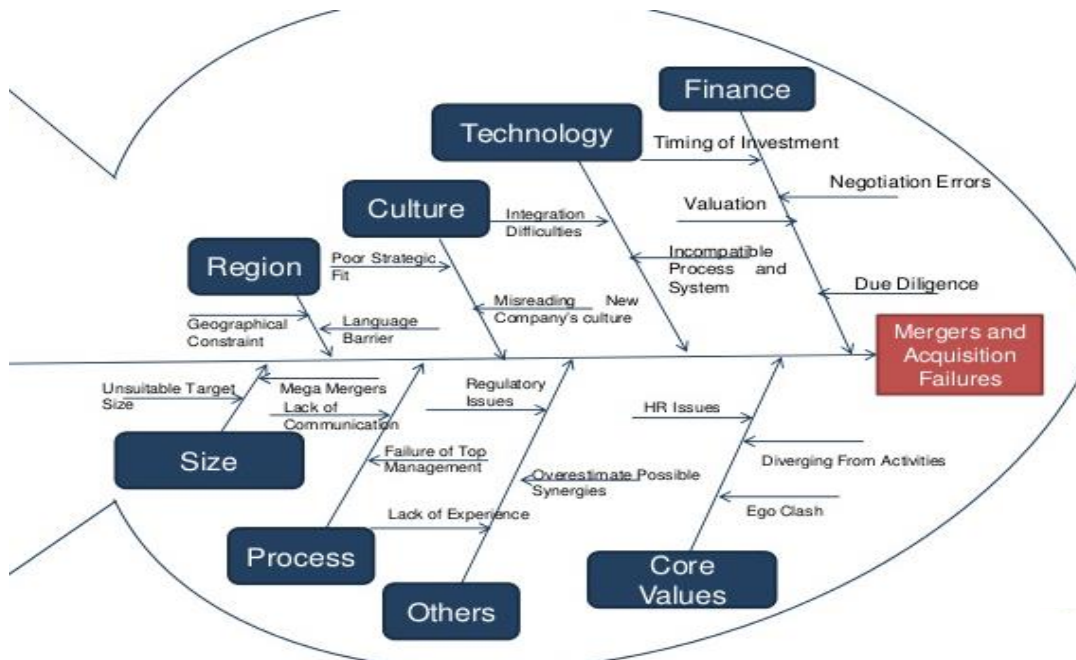 Finance
Technology
Timing of Investment
Negotiation Errors
Valuation
Due Diligence
Culture
Integration
Difficulties
Incompatible
Process and
System
Region
Poor Strategic
Fit
Misreading New
Company's culture
Geographical
Constraint
Language
Barrier
Mergers and
Acquisition
Failures
Unsuitable Target
Size
Mega Mergers
Size
Lack of
Communication
Failure of Top
Management
Process
Regulatory
Issues
Overestimate Possible
Synergies
Lack of Experience
Others
HR Issues
Diverging From Activities
Ego Clash
Core
Values